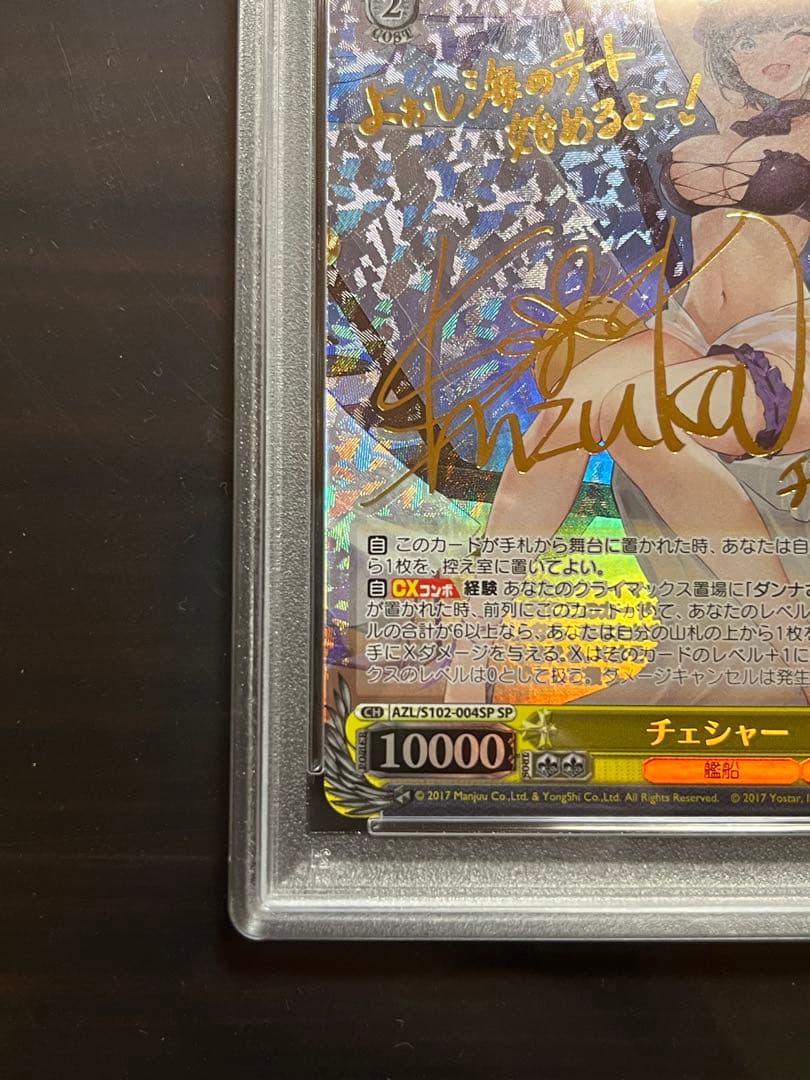 2
COST
よぉし海のデート
始めるよー!
Shizuka
チ
自 このカードが手札から舞台に置かれた時、あなたは自
ら1枚を、控え室に置いてよい。
自 CXコンボ 経験 あなたのクライマックス置場に「ダンナさ
が置かれた時、前列にこのカードがいて、あなたのレベル
ルの合計が6以上なら、あなたは自分の山札の上から1枚を
手にXダメージを与える。Xはそのカードのレベル+1に
クスのレベルは0として扱う。ダメージキャンセルは発生
CH AZL/S102-004SP SP
POWER 10000 SOUL チェシャー
艦船
© 2017 Manjuu Co.,Ltd. & YongShi Co.,Ltd. All Rights Reserved. © 2017 Yostar, I